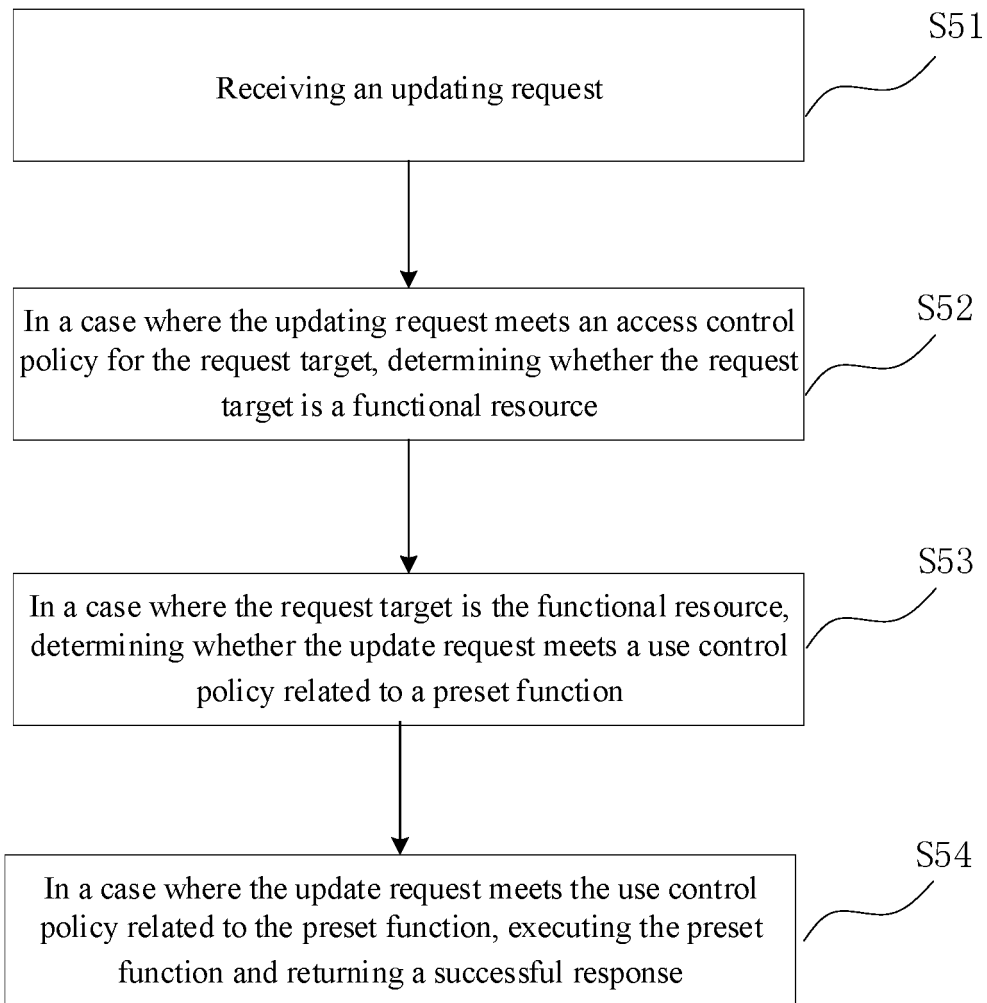 S51
Receiving an updating request
S52
In a case where the updating request meets an access control
policy for the request target, determining whether the request
target is a functional resource
S53
In a case where the request target is the functional resource,
determining whether the update request meets a use control
policy related to a preset function
S54
In a case where the update request meets the use control
policy related to the preset function, executing the preset
function and returning a successful response